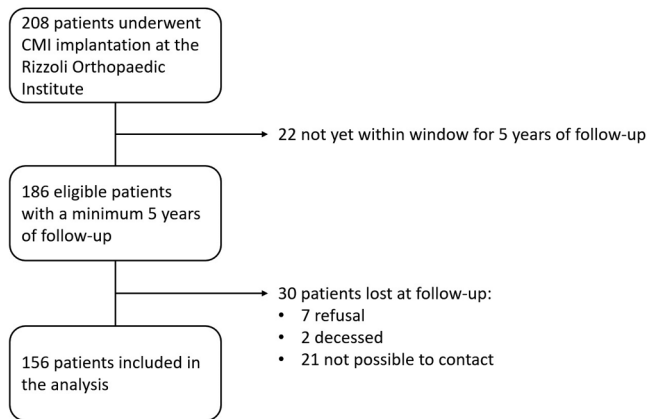 208 patients underwent
CMI implantation at the
Rizzoli Orthopaedic
Institute
22 not yet within window for 5 years of follow-up
186 eligible patients
with a minimum 5 years
of follow-up
30 patients lost at follow-up:
• 7 refusal
• 2 decessed
• 21 not possible to contact
156 patients included in
the analysis